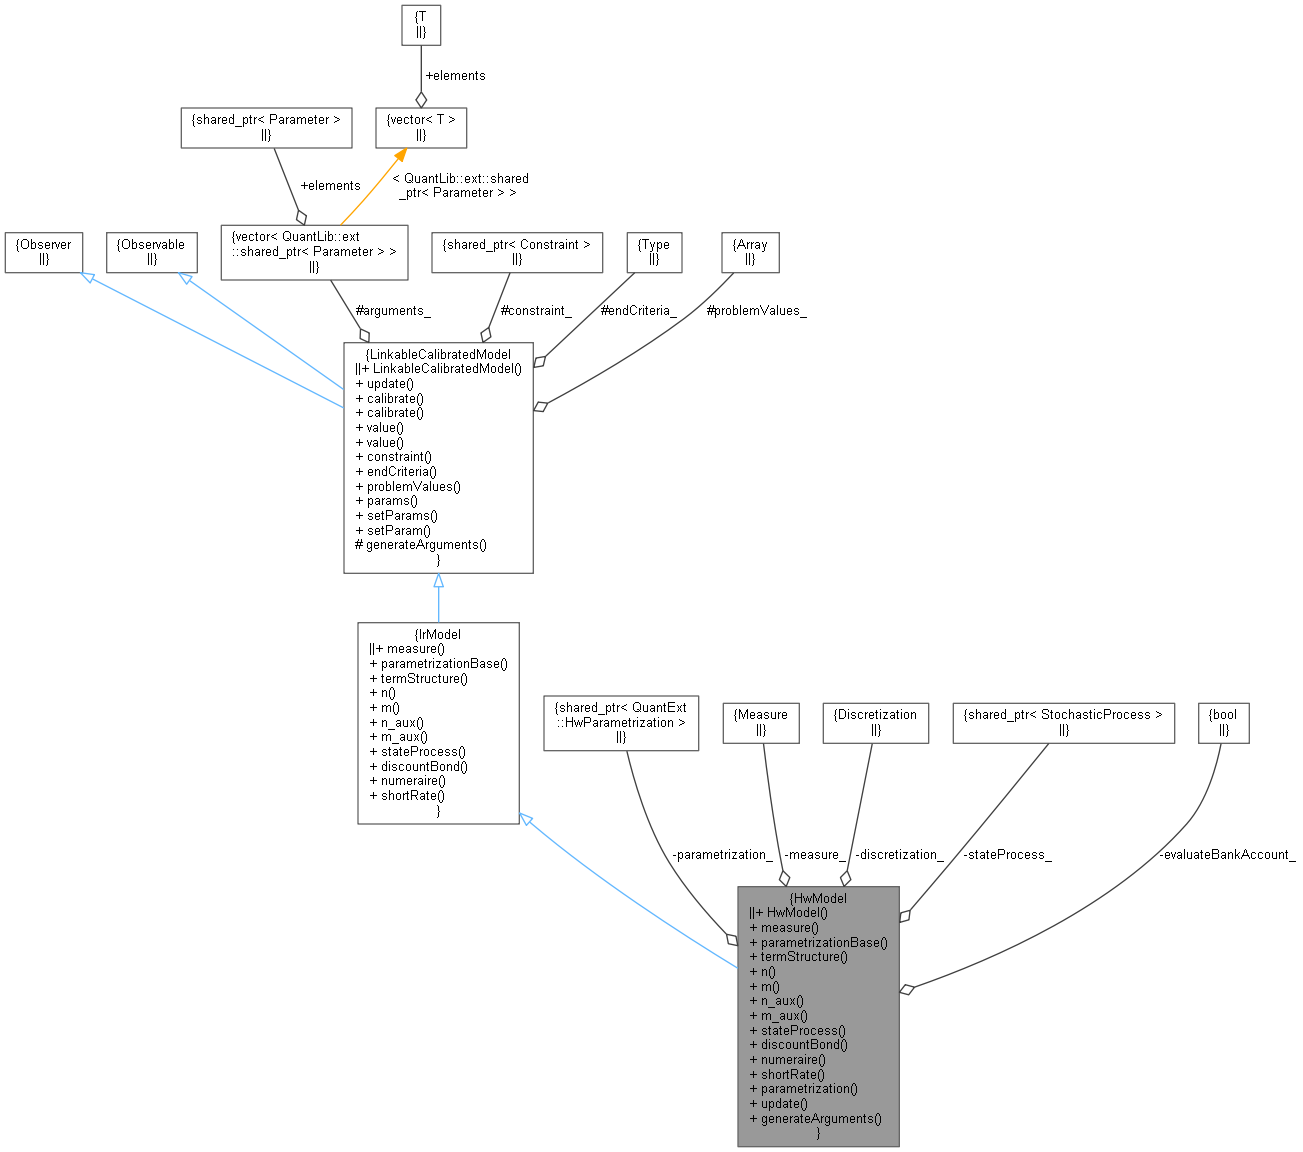 {T
||}
+elements
{shared_ptr< Parameter >
||}
{vector< T >
||}
+elements
< QuantLib::ext::shared
_ptr< Parameter > >
{Observer
||}
{Observable
||}
{vector< QuantLib::ext
::shared_ptr< Parameter > >
||}
{shared_ptr< Constraint >
||}
{Type
||}
{Array
||}
#arguments_
#constraint_
#endCriteria_
#problemValues_
{LinkableCalibratedModel
||+ LinkableCalibratedModel()
+ update()
+ calibrate()
+ calibrate()
+ value()
+ value()
+ constraint()
+ endCriteria()
+ problemValues()
+ params()
+ setParams()
+ setParam()
# generateArguments()
}
{IrModel
||+ measure()
+ parametrizationBase()
+ termStructure()
+ n()
+ m()
+ n_aux()
+ m_aux()
+ stateProcess()
+ discountBond()
+ numeraire()
+ shortRate()
}
{shared_ptr< QuantExt
::HwParametrization >
||}
{Measure
||}
{Discretization
||}
{shared_ptr< StochasticProcess >
||}
{bool
||}
-parametrization_
-measure_
-discretization_
-stateProcess_
-evaluateBankAccount_
{HwModel
||+ HwModel()
+ measure()
+ parametrizationBase()
+ termStructure()
+ n()
+ m()
+ n_aux()
+ m_aux()
+ stateProcess()
+ discountBond()
+ numeraire()
+ shortRate()
+ parametrization()
+ update()
+ generateArguments()
}